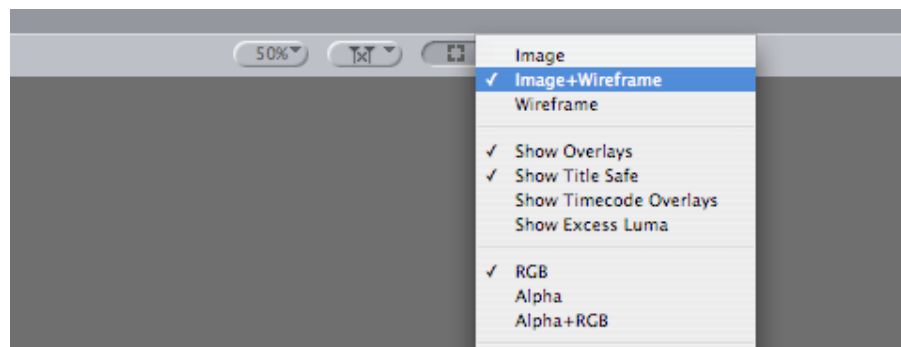 50%
Image
✓ Image+Wireframe
Wireframe
✓ Show Overlays
✓ Show Title Safe
Show Timecode Overlays
Show Excess Luma
✓ RGB
Alpha
Alpha+RGB